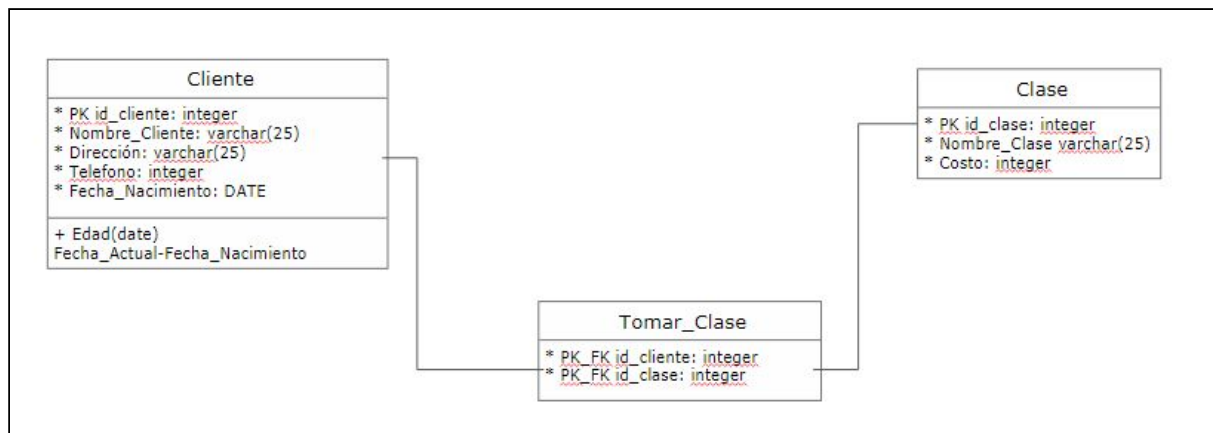 Cliente
* PK id_cliente: integer
* Nombre_Cliente: varchar(25)
* Dirección: varchar(25)
* Telefono: integer
* Fecha_Nacimiento: DATE
+ Edad(date)
Fecha_Actual-Fecha_Nacimiento
Clase
* PK id_clase: integer
* Nombre_Clase varchar(25)
* Costo: integer
Tomar_Clase
* PK_FK id_cliente: integer
* PK_FK id_clase: integer